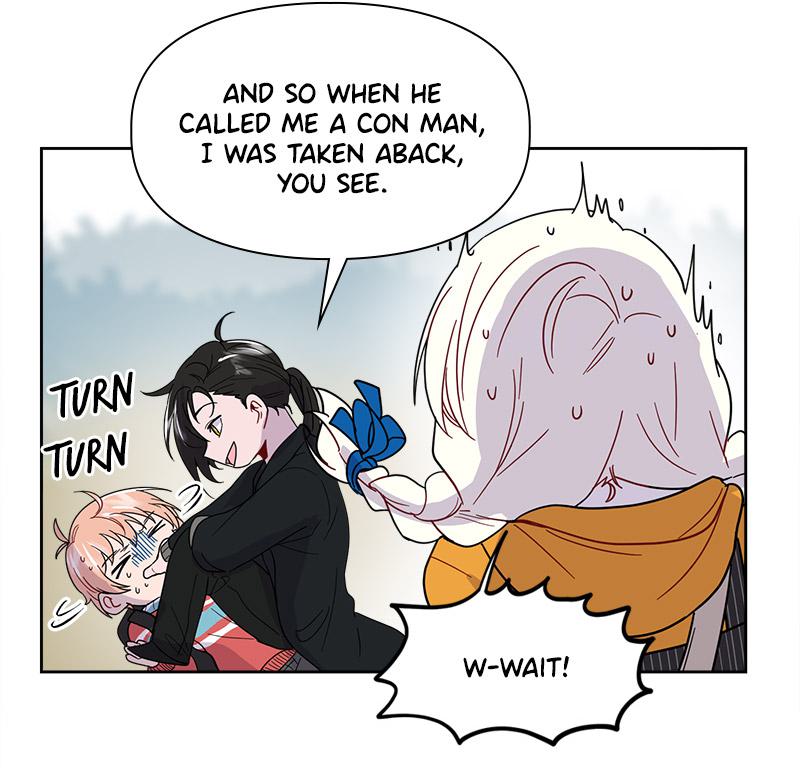 AND SO WHEN HE
CALLED ME A CON MAN,
I WAS TAKEN ABACK,
YOU SEE.
TURN
TURN
W-WAIT!